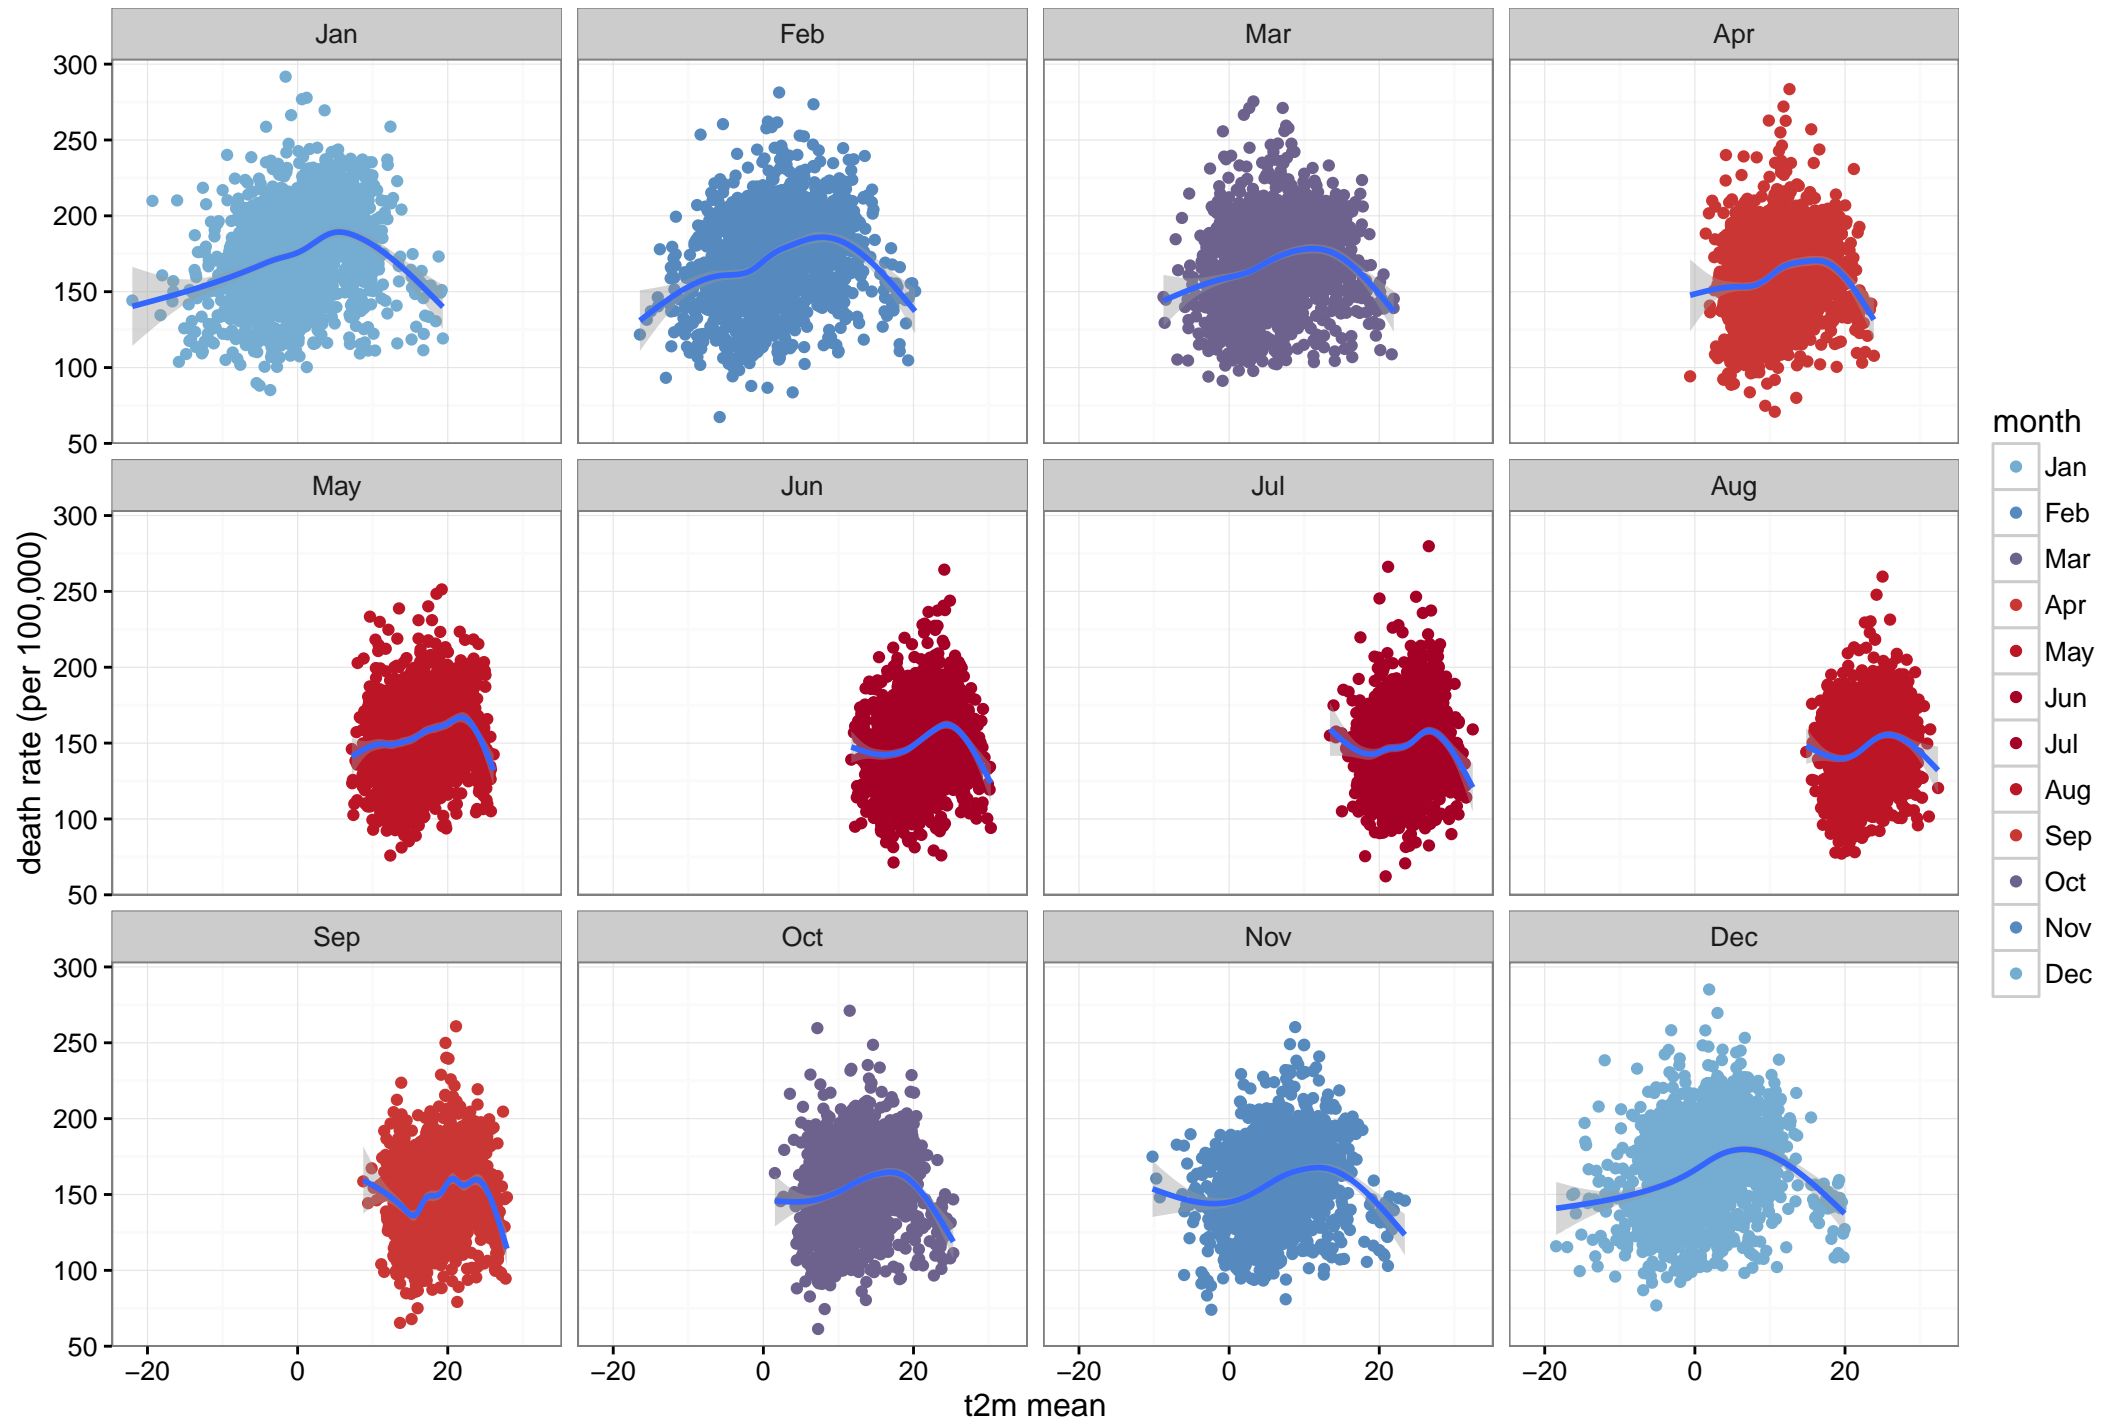 Jan Feb Mar Apr
300
250
200
150
100
50
May Jun Jul Aug
300
250
200
150
100
50
Sep Oct Nov Dec
300
250
200
150
100
50
−20 0 20 −20 0 20 −20 0 20 −20 0 20
t2m mean
death rate (per 100,000)
month
Jan
Feb
Mar
Apr
May
Jun
Jul
Aug
Sep
Oct
Nov
Dec